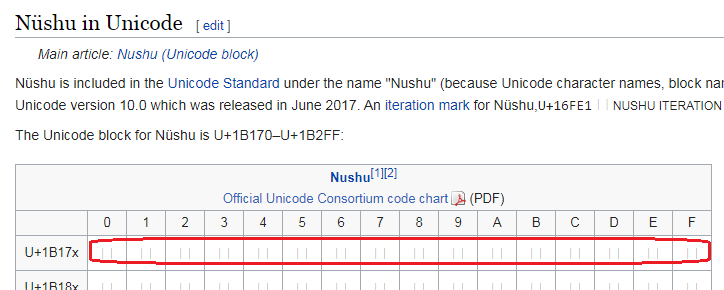 Nüshu in Unicode [ edit ]
Main article: Nushu (Unicode block)
Nüshu is included in the Unicode Standard under the name "Nushu" (because Unicode character names, block
Unicode version 10.0 which was released in June 2017. An iteration mark for Nüshu,U+16FE1 NUSHU ITERATION
The Unicode block for Nüshu is U+1B170–U+1B2FF:
Nushu[1][2]
Official Unicode Consortium code chart (PDF)
0 1 2 3 4 5 6 7 8 9 A B C D E F
U+1B17x
U+1B18x